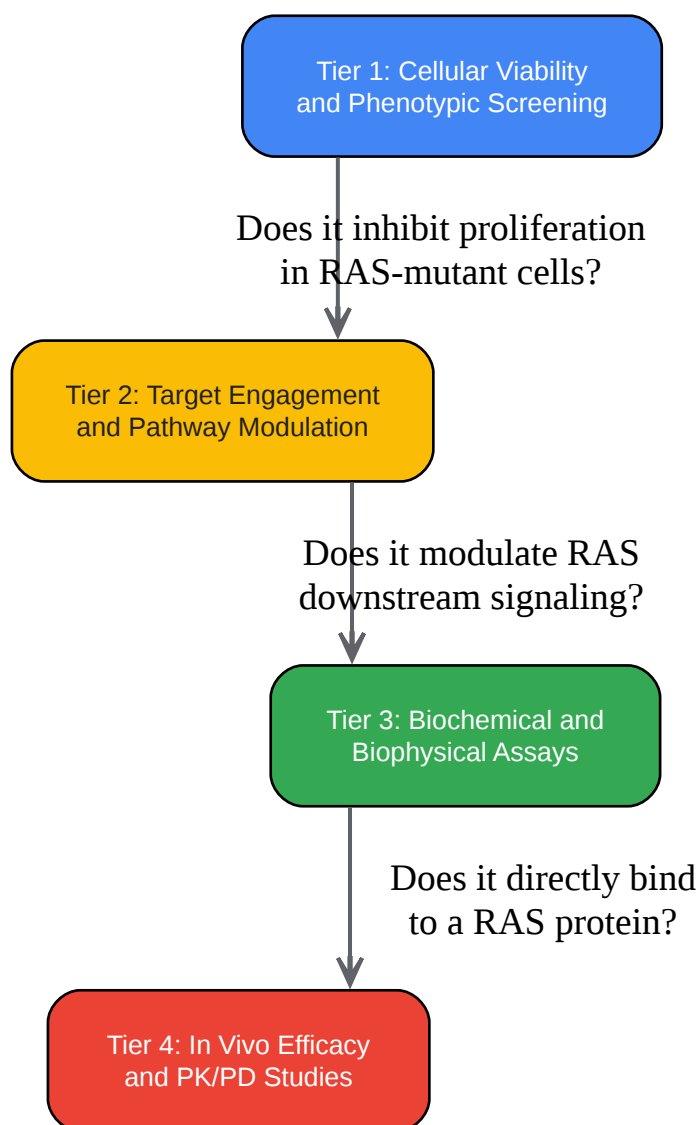 Tier 1: Cellular Viability
and Phenotypic Screening
Does it inhibit proliferation
in RAS-mutant cells?
Tier 2: Target Engagement
and Pathway Modulation
Does it modulate RAS
downstream signaling?
Tier 3: Biochemical and
Biophysical Assays
Does it directly bind
to a RAS protein?
Tier 4: In Vivo Efficacy
and PK/PD Studies